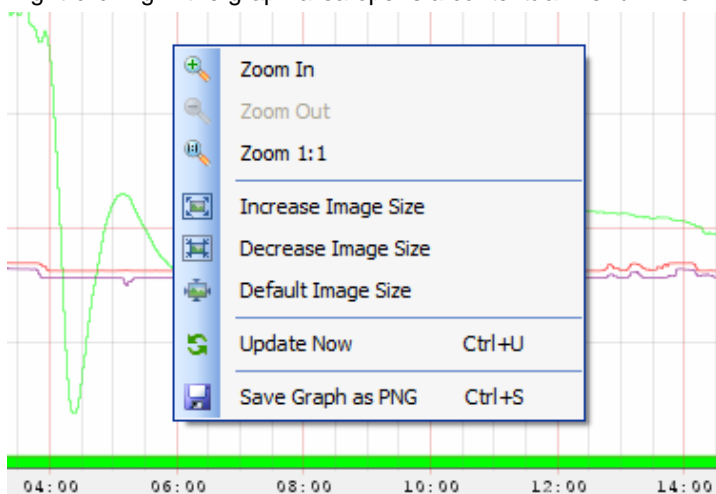 Zoom In
Zoom Out
Zoom 1:1
Increase Image Size
Decrease Image Size
Default Image Size
Update Now Ctrl+U
Save Graph as PNG Ctrl+S
04:00 06:00 08:00 10:00 12:00 14:00